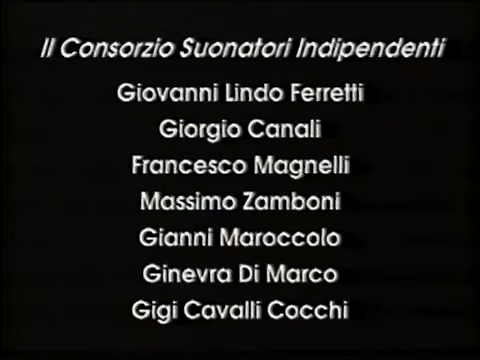 Il Consorzio Suonatori Indipendenti
Giovanni Lindo Ferretti
Giorgio Canali
Francesco Magnelli
Massimo Zamboni
Gianni Maroccolo
Ginevra Di Marco
Gigi Cavalli Cocchi